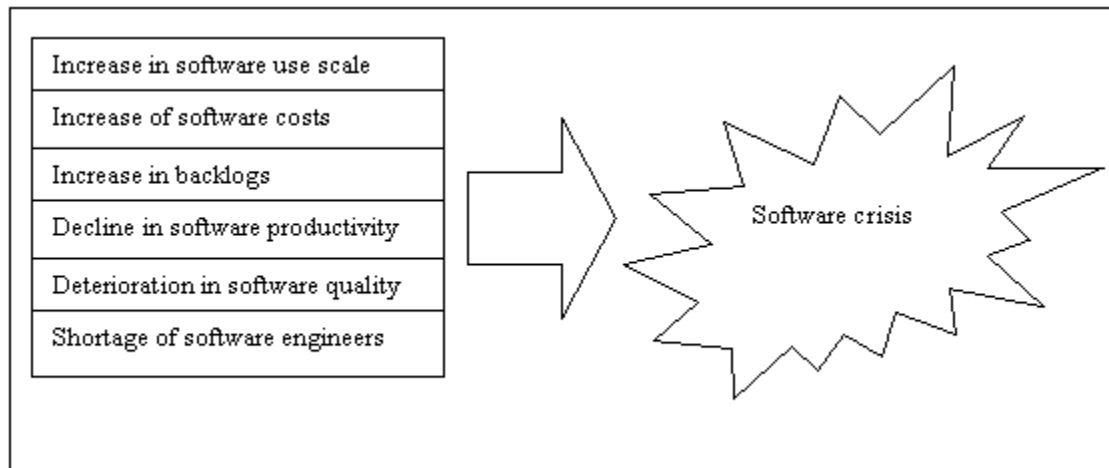 Increase in software use scale
Increase of software costs
Increase in backlogs
Decline in software productivity
Deterioration in software quality
Shortage of software engineers
Software crisis